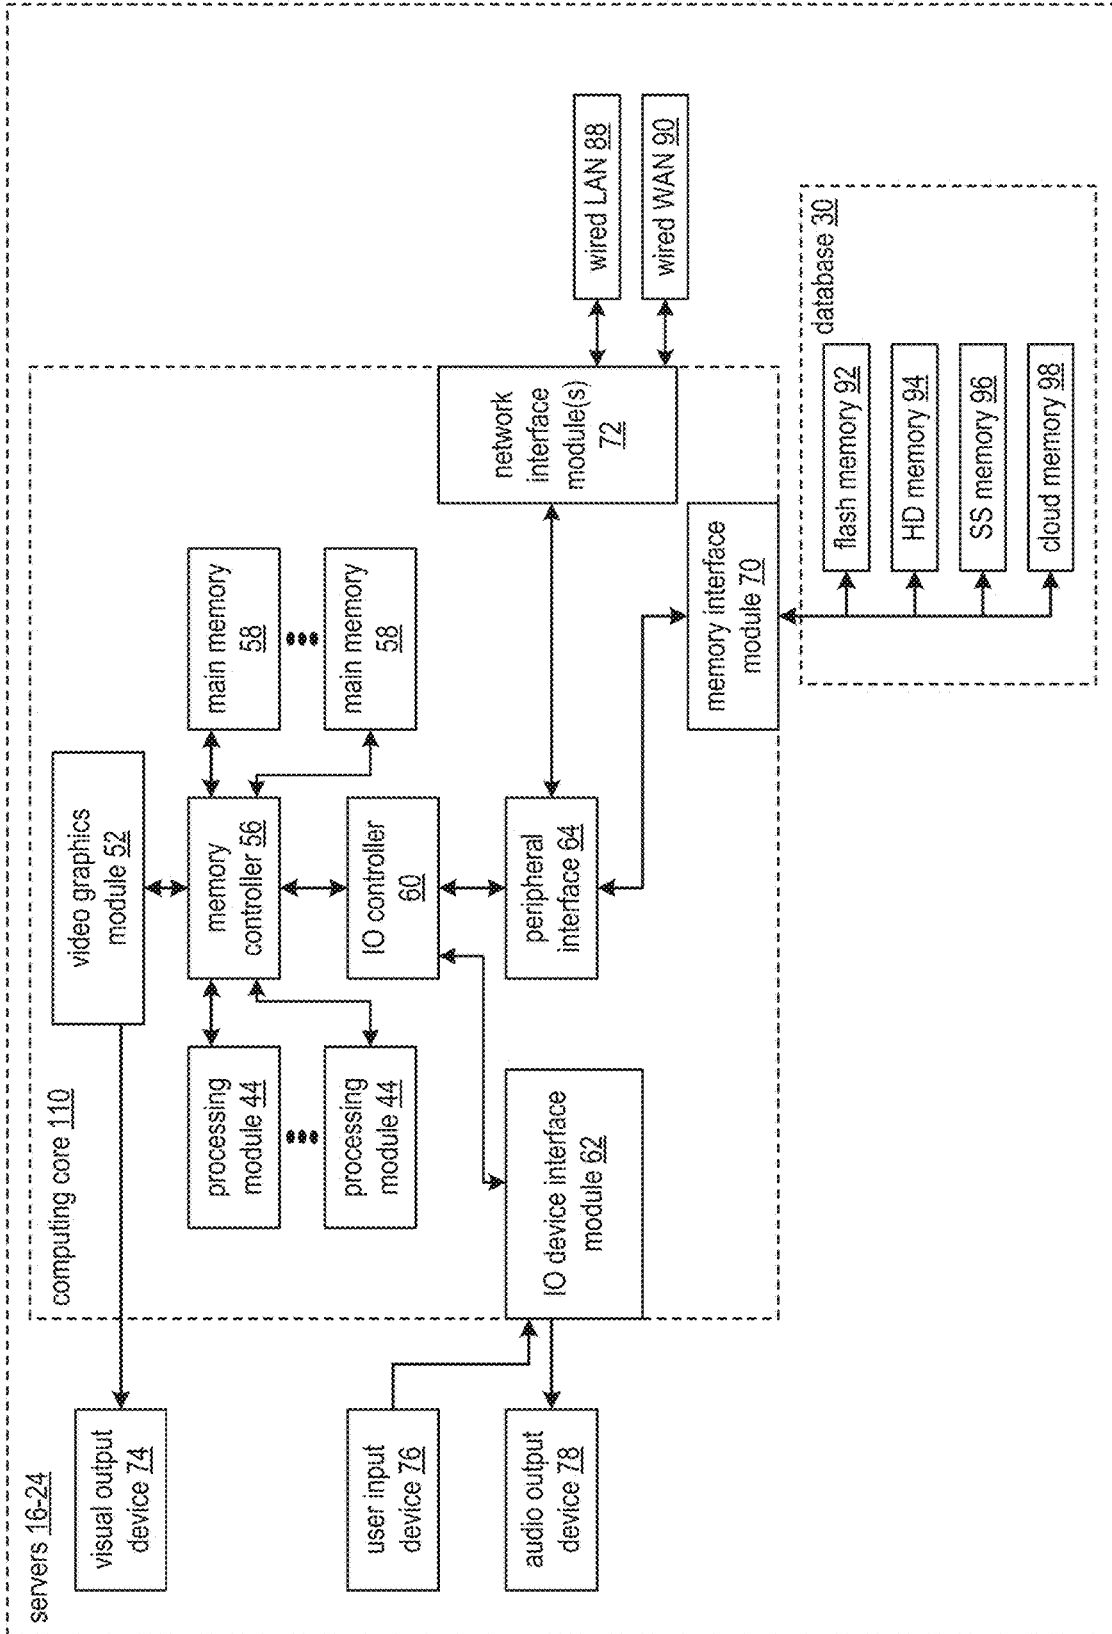 servers 16-24
computing core 110
visual output
device 74
video graphics
module 52
processing
module 44
processing
module 44
memory
controller 56
main memory
58
main memory
58
user input
device 76
IO controller
60
audio output
device 78
IO device interface
module 62
peripheral
interface 64
network
interface
module(s)
72
wired LAN 88
wired WAN 90
memory interface
module 70
database 30
flash memory 92
HD memory 94
SS memory 96
cloud memory 98